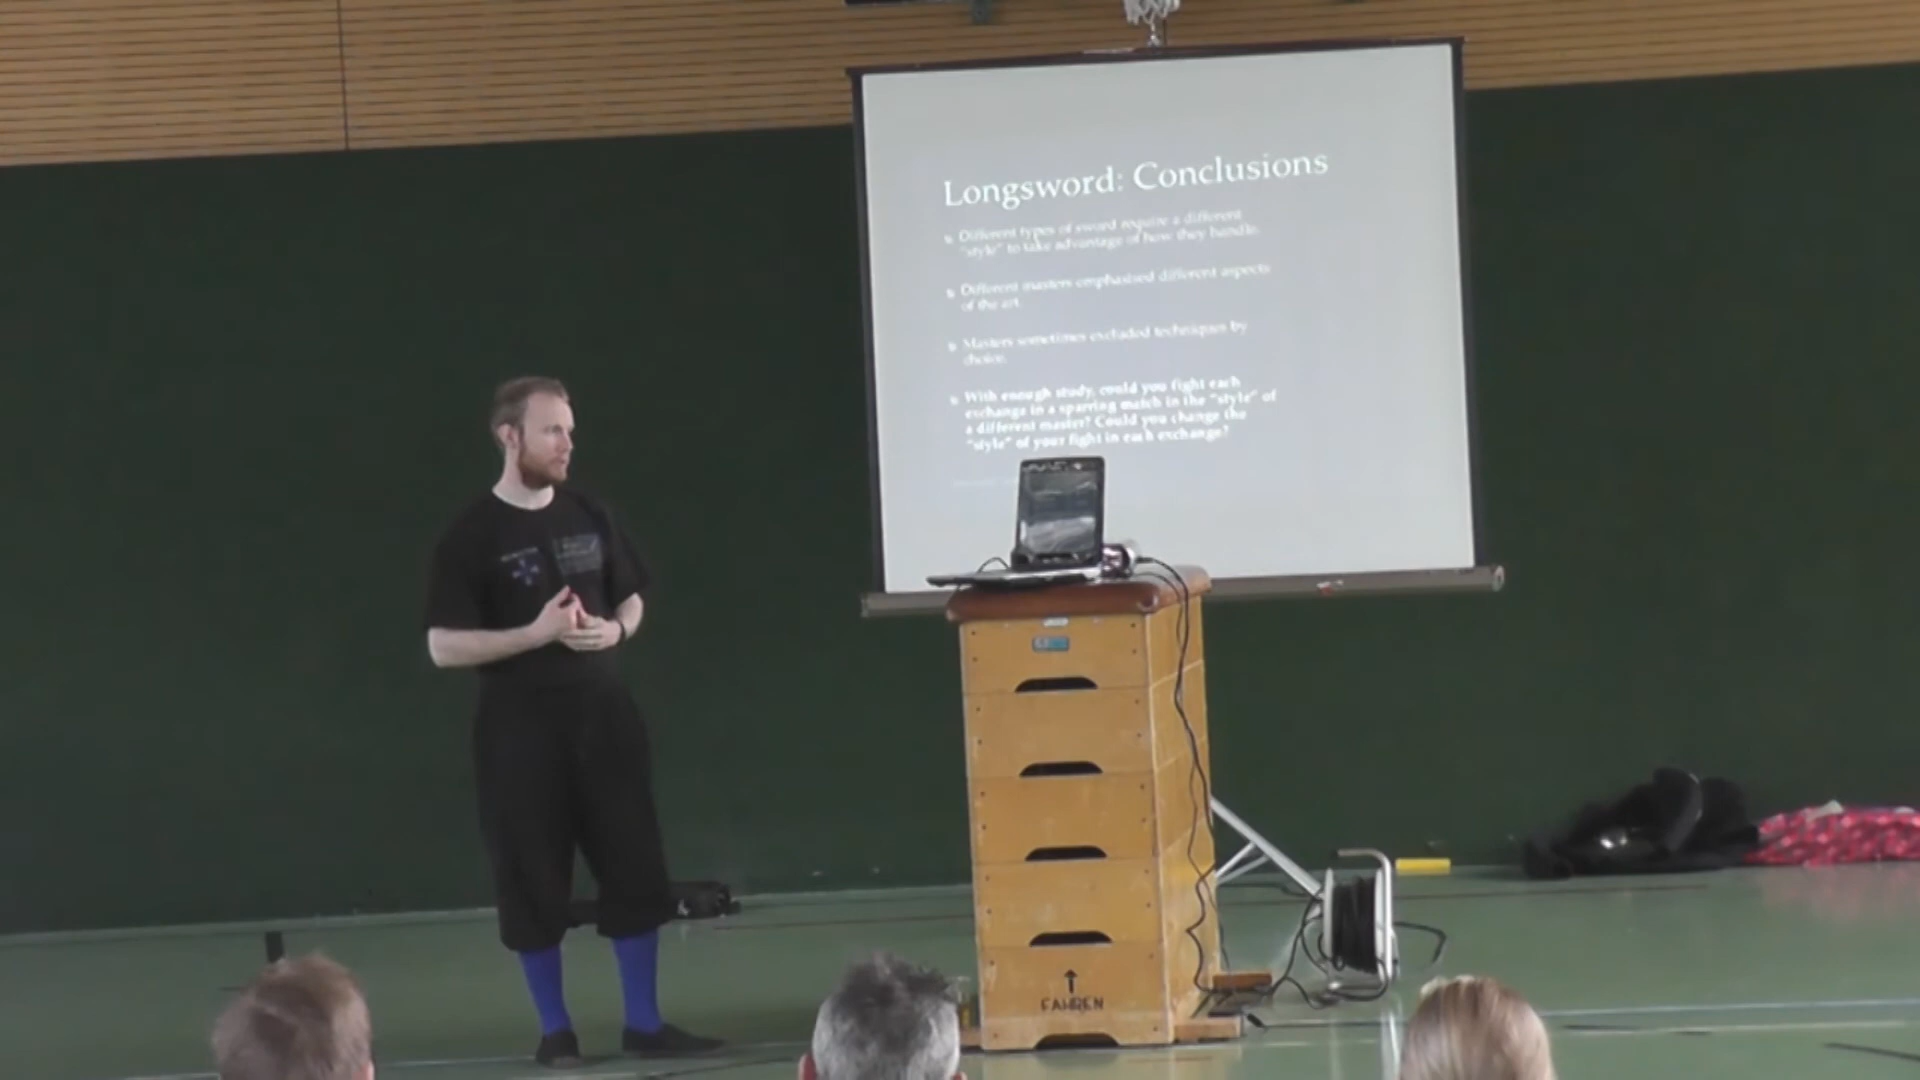 Longsword: Conclusions
Different types of sword require a different
"style" to take advantage of how they handle.
Different masters emphasised different aspects
of the art.
Masters sometimes excluded techniques by
choice.
With enough study, could you fight each
exchange in a sparring match in the "style" of
a different master? Could you change the
"style" of your fight in each exchange?
FAHREN